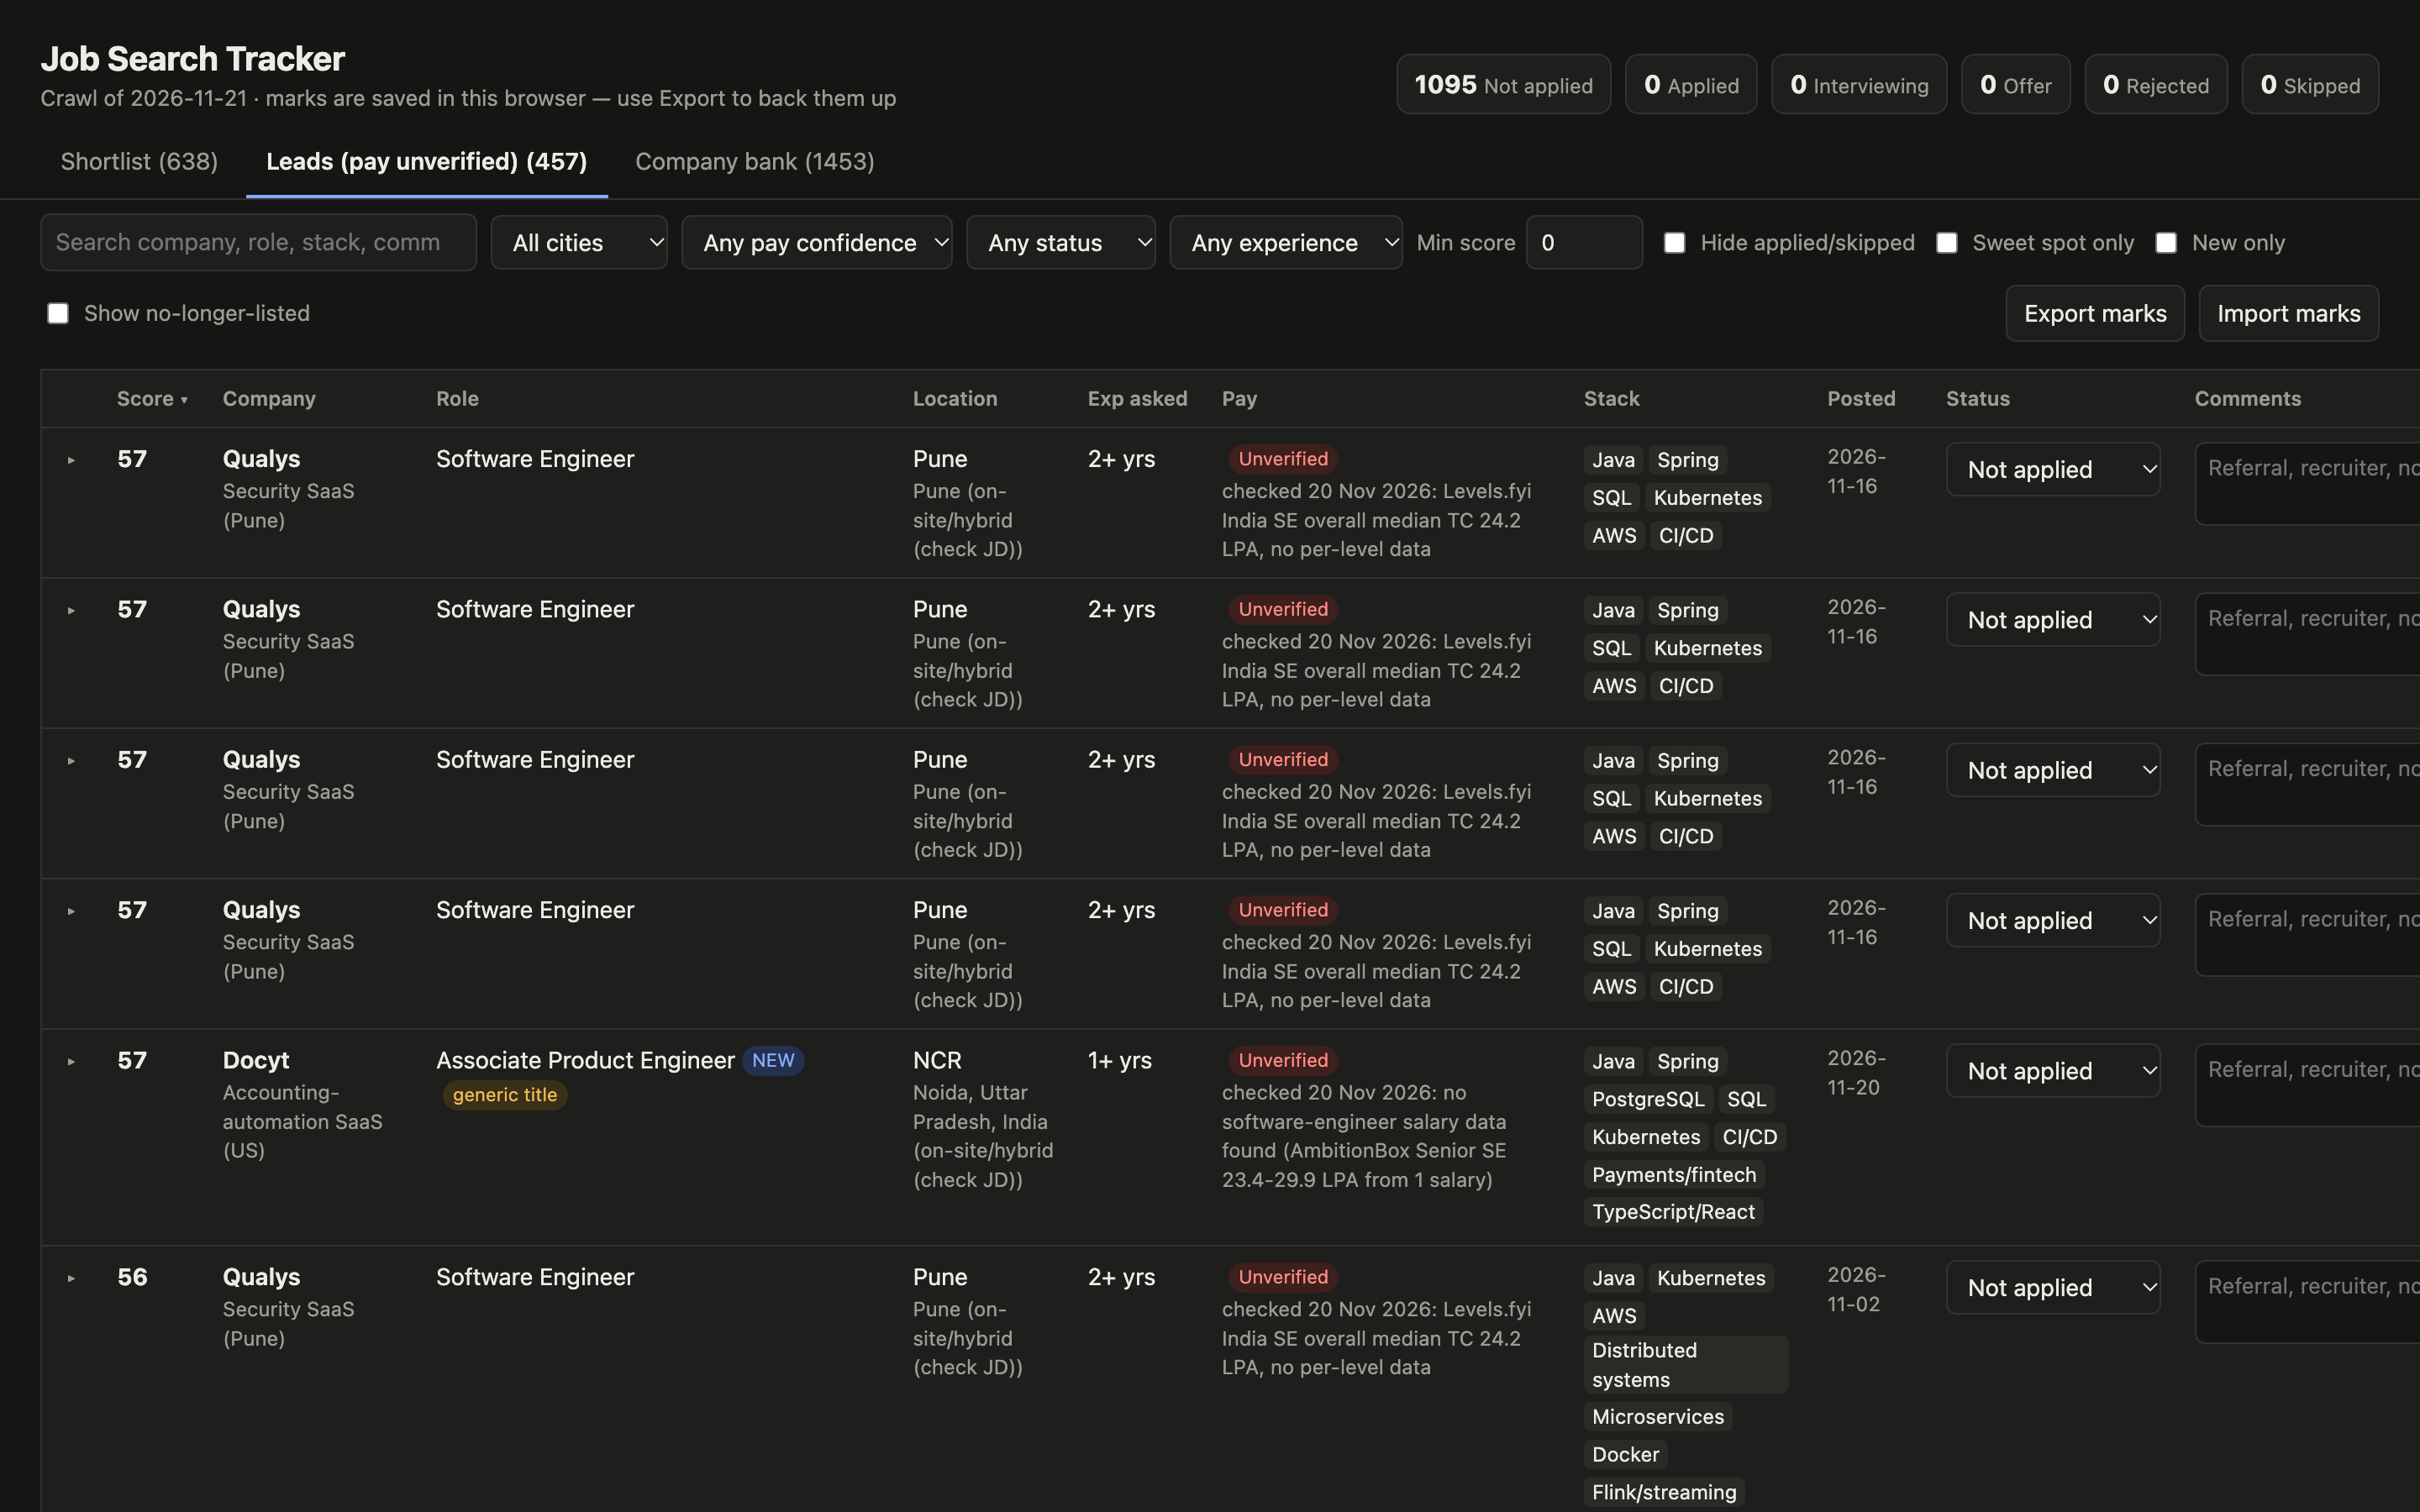 Job Search Tracker
Crawl of 2026-11-21 · marks are saved in this browser — use Export to back them up
1095 Not applied
0 Applied
0 Interviewing
0 Offer
0 Rejected
0 Skipped
Shortlist (638)
Leads (pay unverified) (457)
Company bank (1453)
Search company, role, stack, comm
All cities
Any pay confidence
Any status
Any experience
Min score 0
Hide applied/skipped
Sweet spot only
New only
Show no-longer-listed
Export marks
Import marks
Score ▾ Company Role Location Exp asked Pay Stack Posted Status Comments
57
Qualys
Security SaaS
(Pune)
Software Engineer
Pune
Pune (on-
site/hybrid
(check JD))
2+ yrs
Unverified
checked 20 Nov 2026: Levels.fyi
India SE overall median TC 24.2
LPA, no per-level data
Java Spring
SQL Kubernetes
AWS CI/CD
2026-
11-16
Not applied
Referral, recruiter, no
57
Qualys
Security SaaS
(Pune)
Software Engineer
Pune
Pune (on-
site/hybrid
(check JD))
2+ yrs
Unverified
checked 20 Nov 2026: Levels.fyi
India SE overall median TC 24.2
LPA, no per-level data
Java Spring
SQL Kubernetes
AWS CI/CD
2026-
11-16
Not applied
Referral, recruiter, no
57
Qualys
Security SaaS
(Pune)
Software Engineer
Pune
Pune (on-
site/hybrid
(check JD))
2+ yrs
Unverified
checked 20 Nov 2026: Levels.fyi
India SE overall median TC 24.2
LPA, no per-level data
Java Spring
SQL Kubernetes
AWS CI/CD
2026-
11-16
Not applied
Referral, recruiter, no
57
Qualys
Security SaaS
(Pune)
Software Engineer
Pune
Pune (on-
site/hybrid
(check JD))
2+ yrs
Unverified
checked 20 Nov 2026: Levels.fyi
India SE overall median TC 24.2
LPA, no per-level data
Java Spring
SQL Kubernetes
AWS CI/CD
2026-
11-16
Not applied
Referral, recruiter, no
57
Docyt
Accounting-
automation SaaS
(US)
Associate Product Engineer NEW
generic title
NCR
Noida, Uttar
Pradesh, India
(on-site/hybrid
(check JD))
1+ yrs
Unverified
checked 20 Nov 2026: no
software-engineer salary data
found (AmbitionBox Senior SE
23.4-29.9 LPA from 1 salary)
Java Spring
PostgreSQL SQL
Kubernetes CI/CD
Payments/fintech
TypeScript/React
2026-
11-20
Not applied
Referral, recruiter, no
56
Qualys
Security SaaS
(Pune)
Software Engineer
Pune
Pune (on-
site/hybrid
(check JD))
2+ yrs
Unverified
checked 20 Nov 2026: Levels.fyi
India SE overall median TC 24.2
LPA, no per-level data
Java Kubernetes
AWS
Distributed
systems
Microservices
Docker
Flink/streaming
2026-
11-02
Not applied
Referral, recruiter, no